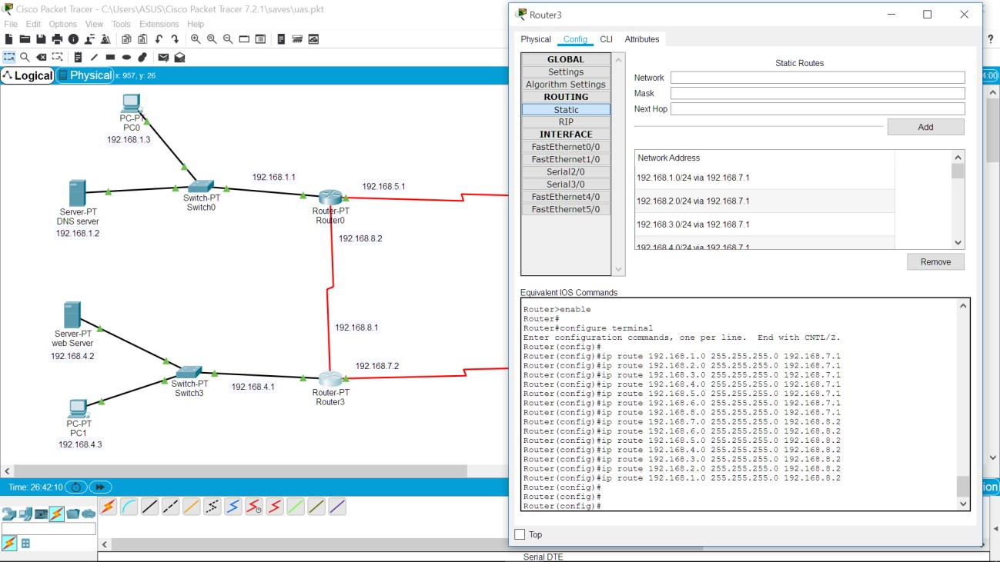 Cisco Packet Tracer - C:\Users\ASUS\Cisco Packet Tracer 7.2.1\saves\uas.pkt
File Edit Options View Tools Extensions Help
Logical Physical x: 957, y: 26
PC-PT
PC0
192.168.1.3
Server-PT
DNS server
192.168.1.2
Switch-PT
Switch0
192.168.1.1
Router-PT
Router0
192.168.5.1
192.168.8.2
Server-PT
web Server
192.168.4.2
Switch-PT
Switch3
192.168.4.1
192.168.8.1
192.168.7.2
Router-PT
Router3
PC-PT
PC1
192.168.4.3
Time: 26:42:10
Serial DTE
Router3
Physical Config CLI Attributes
GLOBAL
Settings
Algorithm Settings
ROUTING
Static
RIP
INTERFACE
FastEthernet0/0
FastEthernet1/0
Serial2/0
Serial3/0
FastEthernet4/0
FastEthernet5/0
Static Routes
Network
Mask
Next Hop
Add
Network Address
192.168.1.0/24 via 192.168.7.1
192.168.2.0/24 via 192.168.7.1
192.168.3.0/24 via 192.168.7.1
192.168.4.0/24 via 192.168.7.1
Remove
Equivalent IOS Commands
Router>enable
Router#
Router#configure terminal
Enter configuration commands, one per line.  End with CNTL/Z.
Router(config)#
Router(config)#ip route 192.168.1.0 255.255.255.0 192.168.7.1
Router(config)#ip route 192.168.2.0 255.255.255.0 192.168.7.1
Router(config)#ip route 192.168.3.0 255.255.255.0 192.168.7.1
Router(config)#ip route 192.168.4.0 255.255.255.0 192.168.7.1
Router(config)#ip route 192.168.5.0 255.255.255.0 192.168.7.1
Router(config)#ip route 192.168.6.0 255.255.255.0 192.168.7.1
Router(config)#ip route 192.168.8.0 255.255.255.0 192.168.7.1
Router(config)#ip route 192.168.7.0 255.255.255.0 192.168.8.2
Router(config)#ip route 192.168.6.0 255.255.255.0 192.168.8.2
Router(config)#ip route 192.168.5.0 255.255.255.0 192.168.8.2
Router(config)#ip route 192.168.4.0 255.255.255.0 192.168.8.2
Router(config)#ip route 192.168.3.0 255.255.255.0 192.168.8.2
Router(config)#ip route 192.168.2.0 255.255.255.0 192.168.8.2
Router(config)#ip route 192.168.1.0 255.255.255.0 192.168.8.2
Router(config)#
Router(config)#
Router(config)#
Top